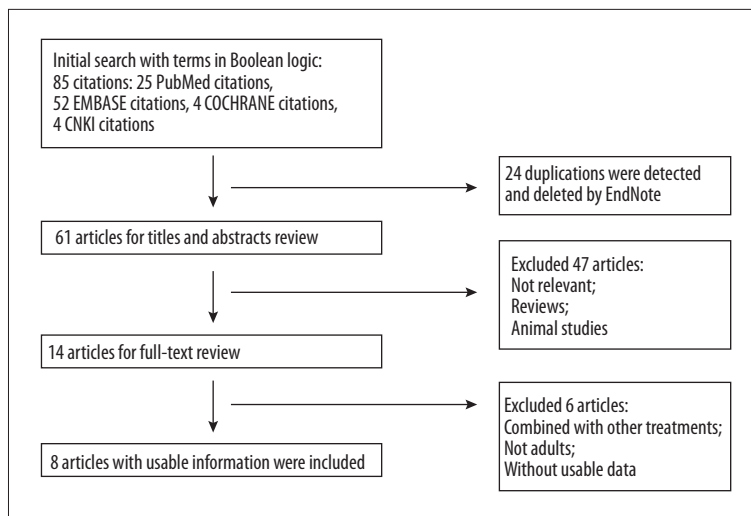 Initial search with terms in Boolean logic:
85 citations: 25 PubMed citations,
52 EMBASE citations, 4 COCHRANE citations,
4 CNKI citations
24 duplications were detected
and deleted by EndNote
61 articles for titles and abstracts review
Excluded 47 articles:
Not relevant;
Reviews;
Animal studies
14 articles for full-text review
Excluded 6 articles:
Combined with other treatments;
Not adults;
Without usable data
8 articles with usable information were included